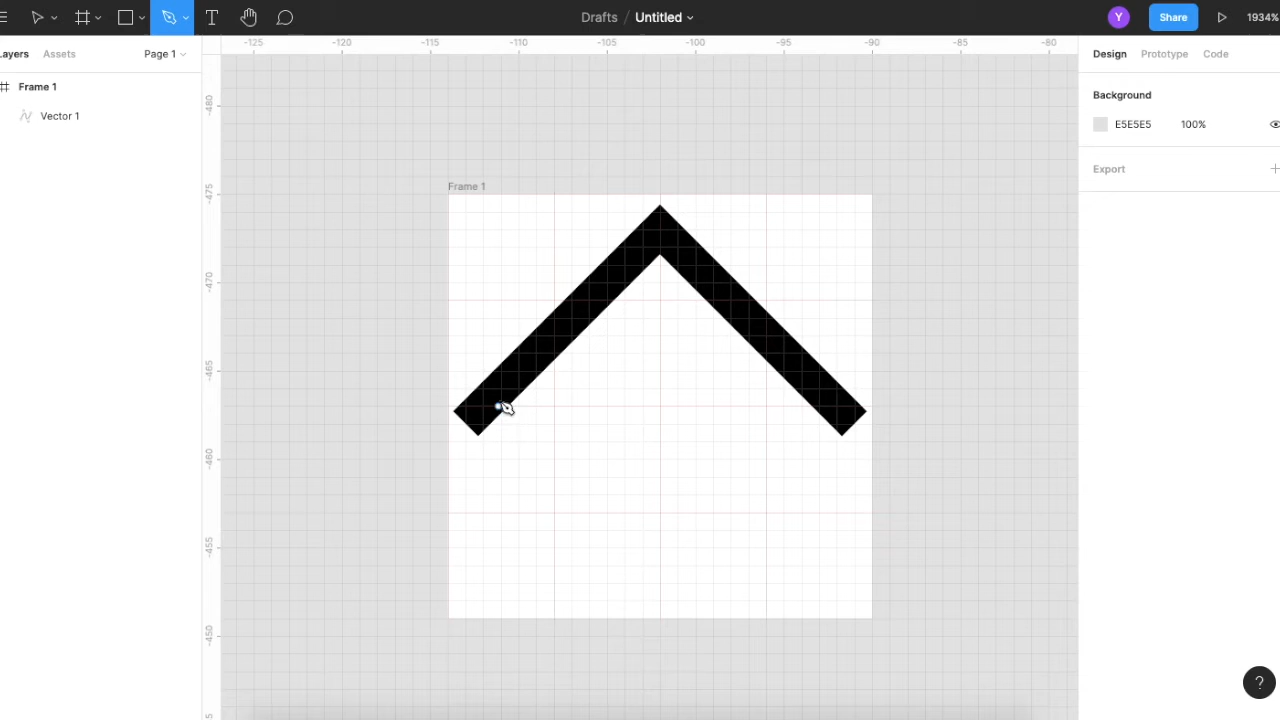 T
Drafts / Untitled
Y
Share
1934%
-125 -120 -115 -110 -105 -100 -95 -90 -85 -80
Layers Assets Page 1
Design Prototype Code
Frame 1
Vector 1
Background
E5E5E5 100%
Export
Frame 1
-480
-475
-470
-465
-460
-455
-450
?